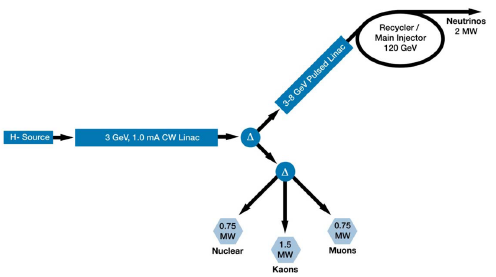 Neutrinos
2 MW
Recycler /
Main Injector
120 GeV
3-8 GeV Pulsed Linac
H- Source
3 GeV, 1.0 mA CW Linac
Δ
Δ
0.75
MW
Nuclear
1.5
MW
Kaons
0.75
MW
Muons